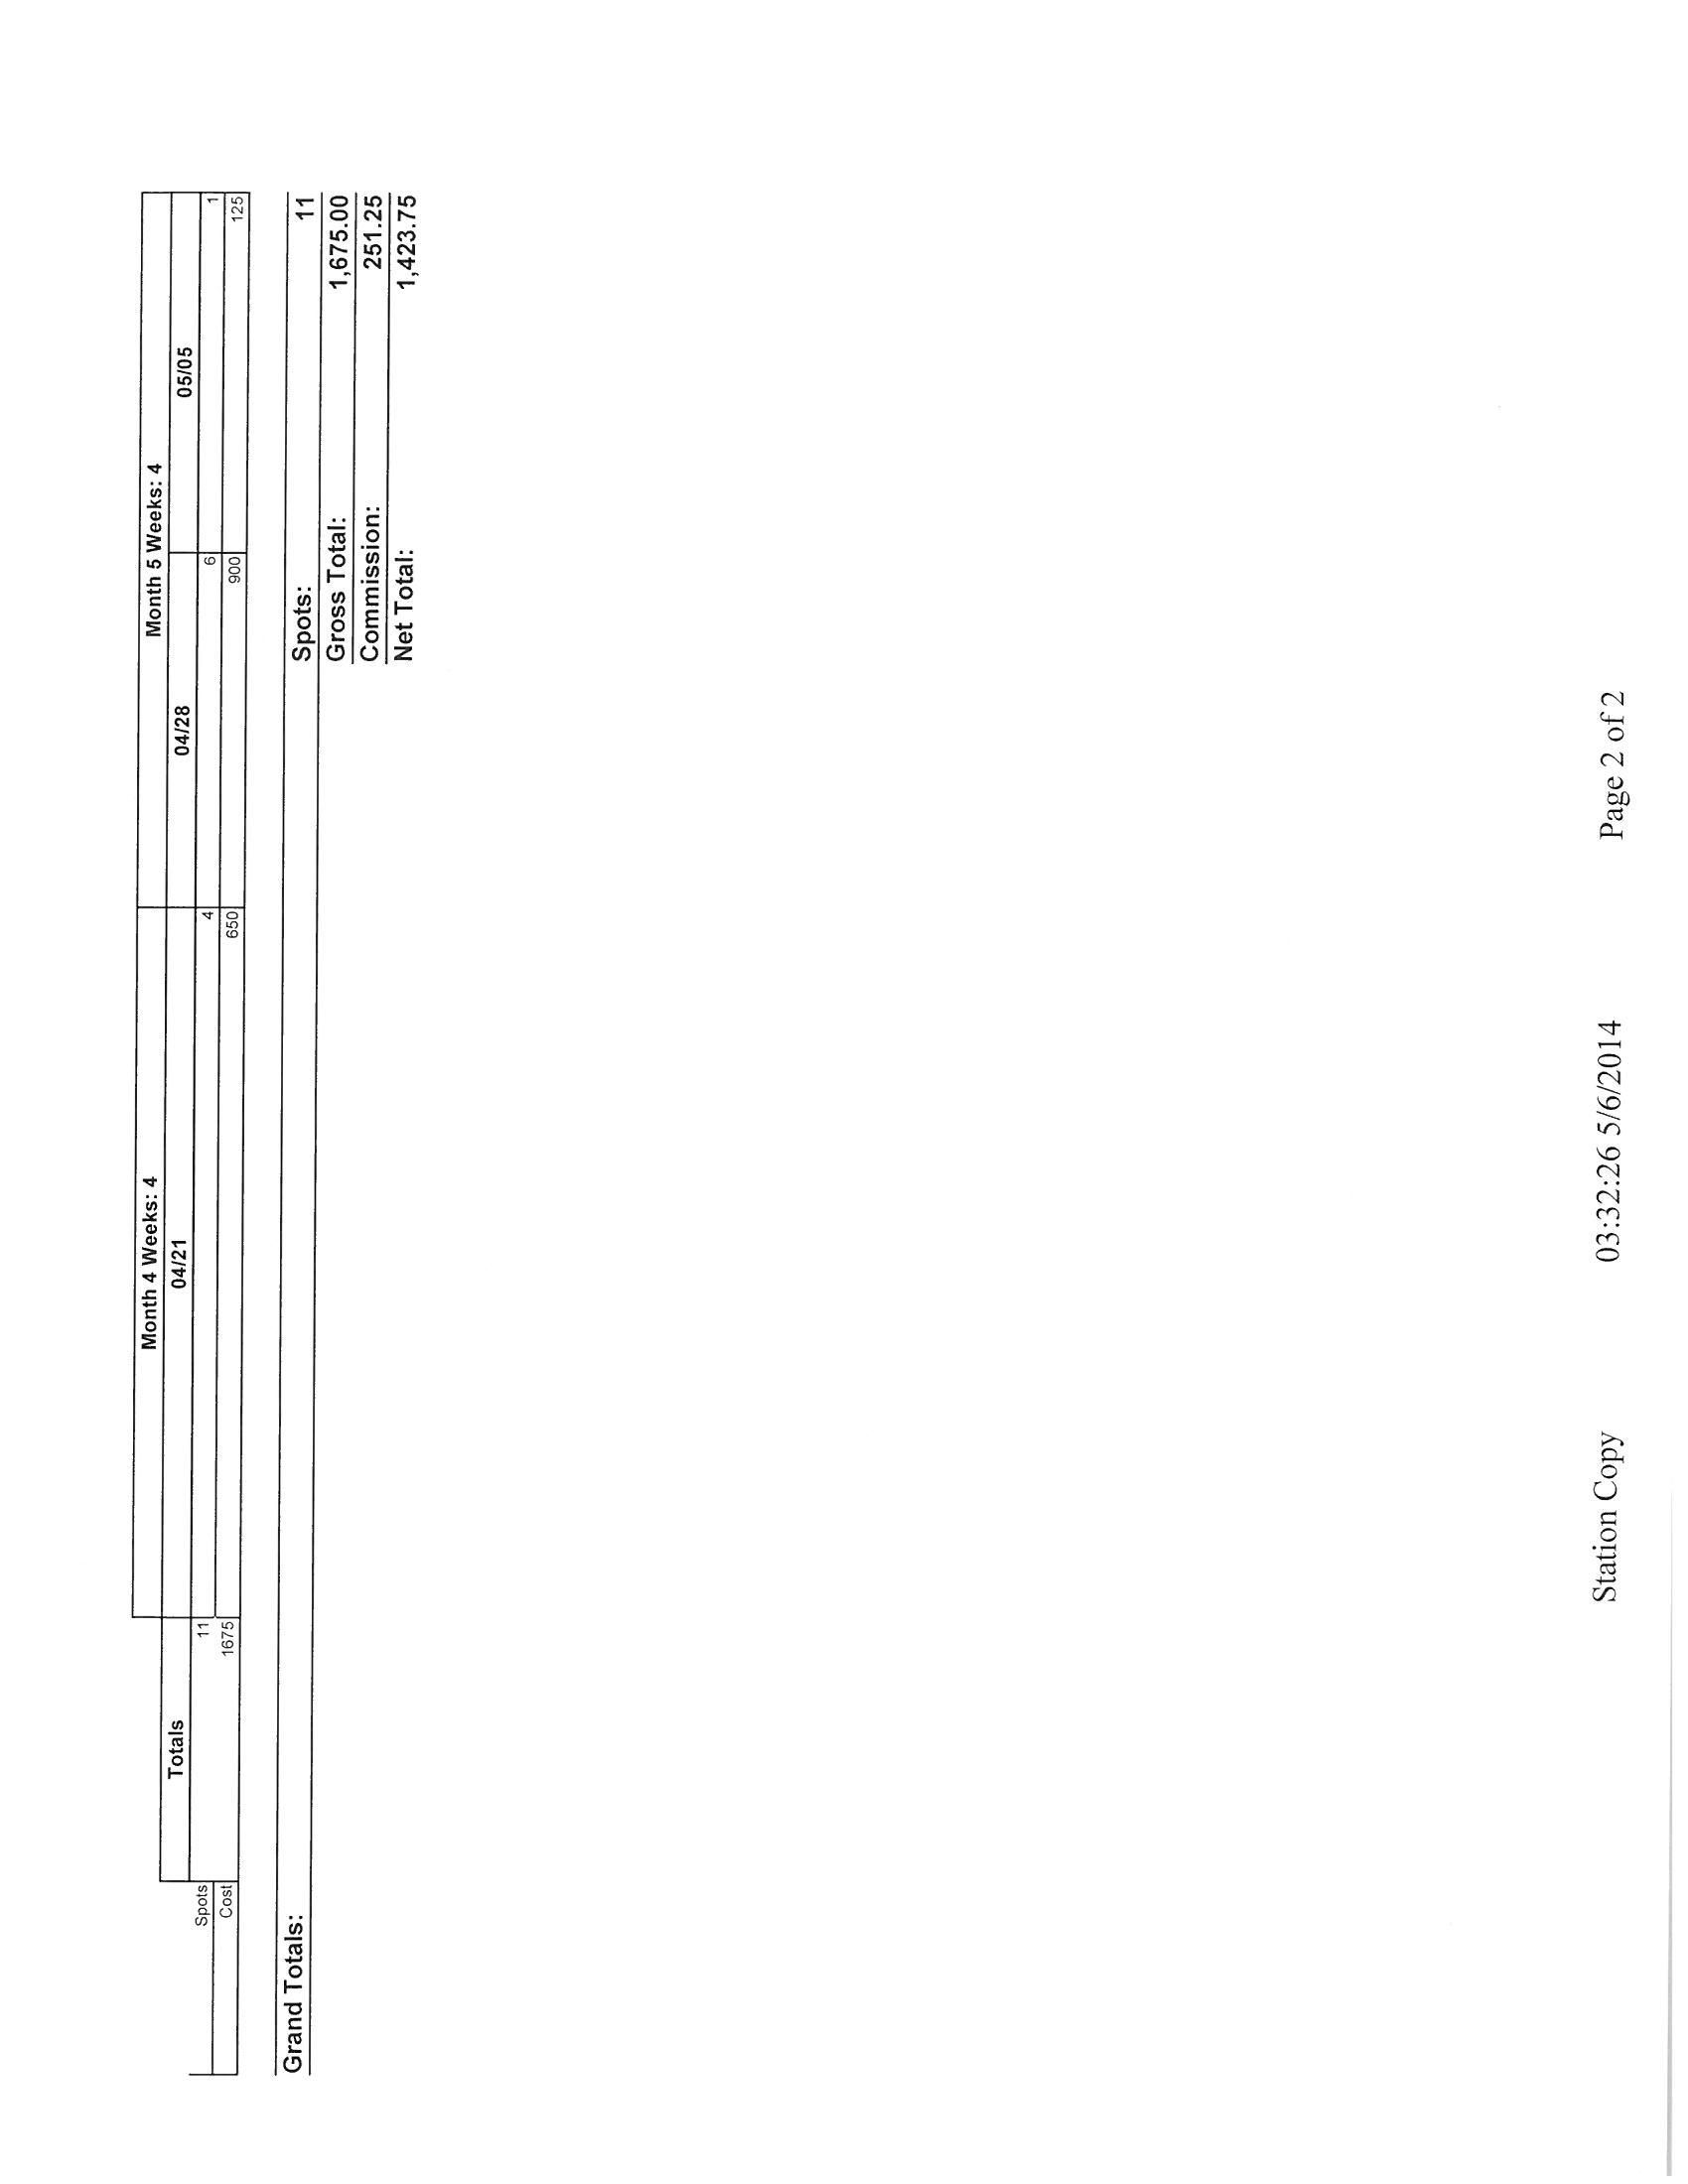 Month 4 Weeks: 4 Month 5 Weeks: 4
Totals 04/21 04/28 05/05
Spots 11 4 6 1
Cost 1675 650 900 125
Grand Totals: Spots: 11
Gross Total: 1,675.00
Commission: 251.25
Net Total: 1,423.75
Station Copy 03:32:26 5/6/2014 Page 2 of 2